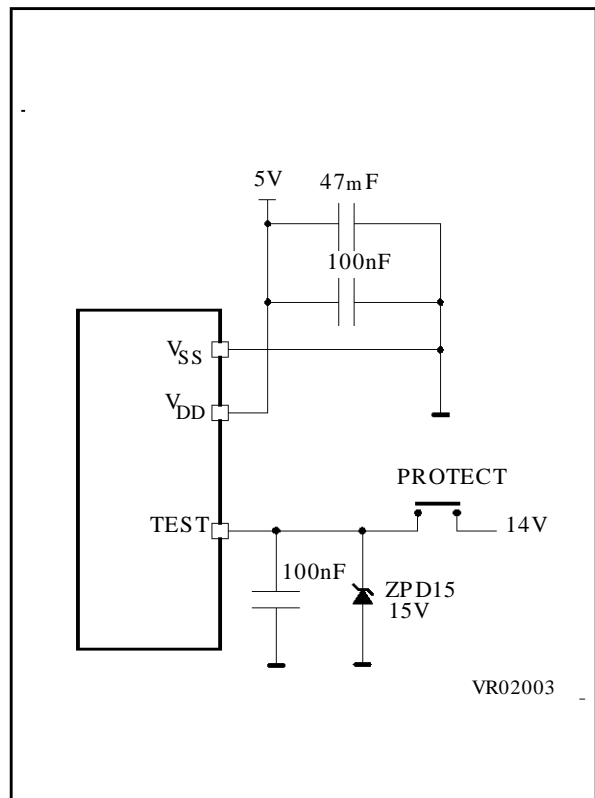 5V
47mF
100nF
VSS
VDD
PROTECT
TEST
14V
100nF
ZPD15
15V
VR02003